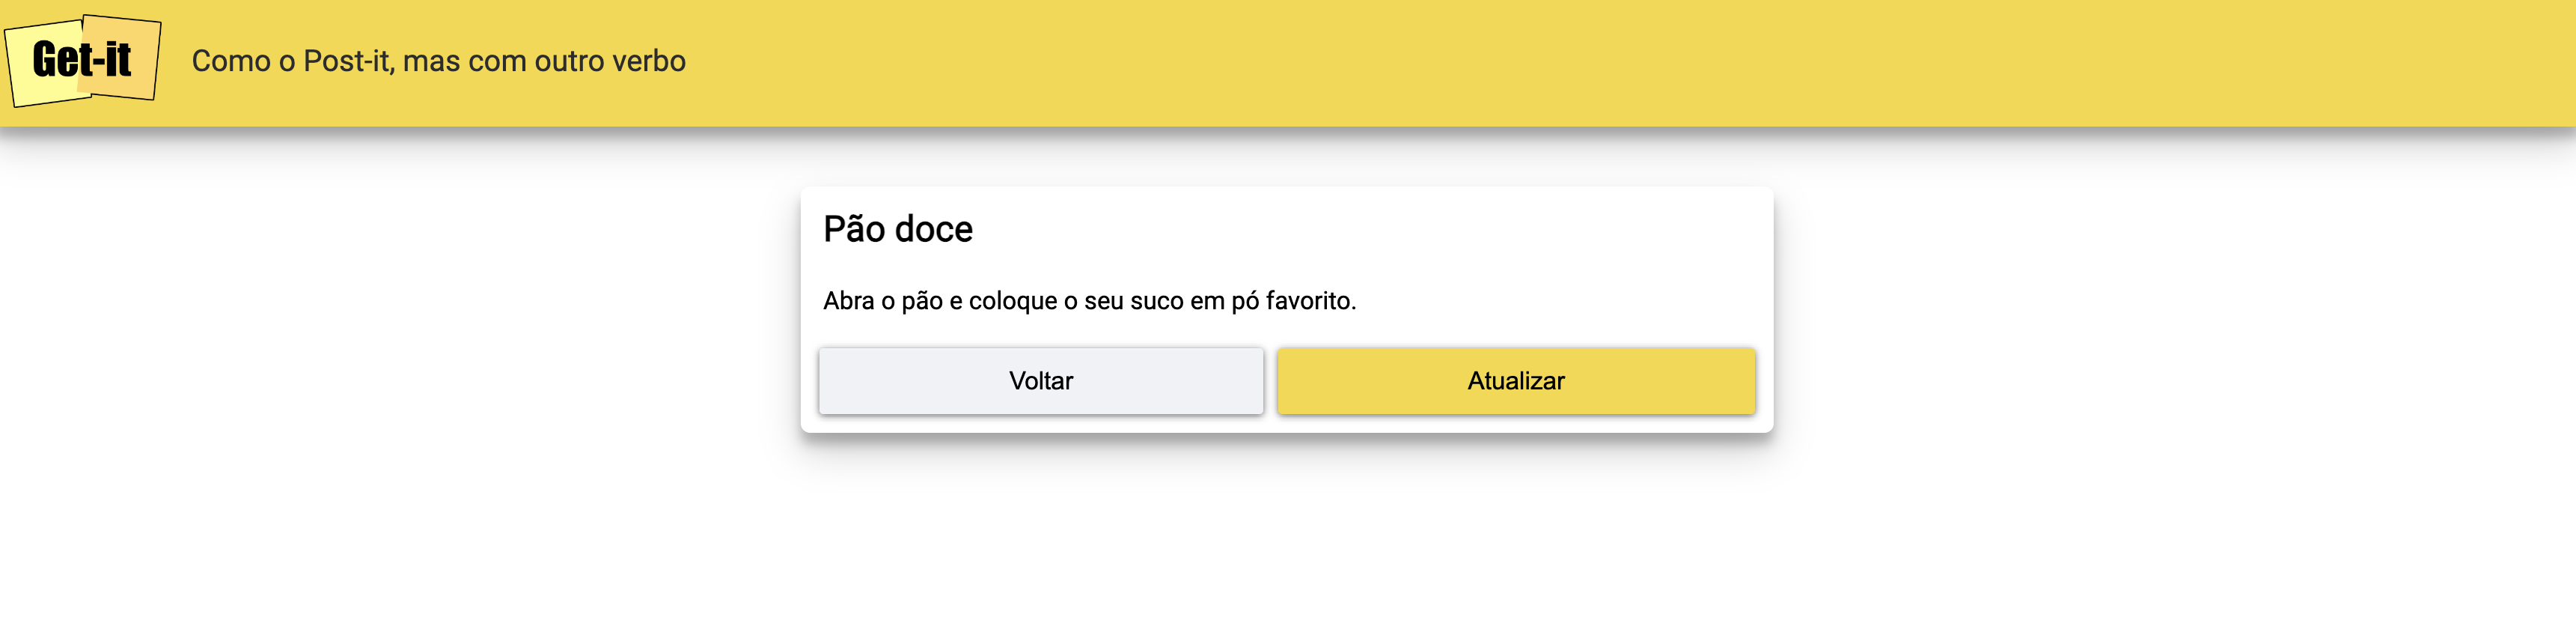 Get-it
Como o Post-it, mas com outro verbo
Pão doce
Abra o pão e coloque o seu suco em pó favorito.
Voltar
Atualizar